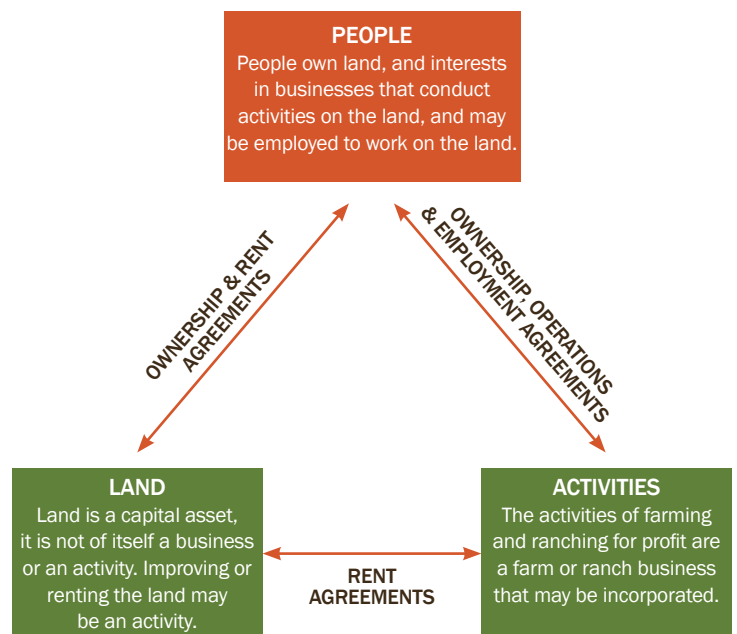 PEOPLE
People own land, and interests
in businesses that conduct
activities on the land, and may
be employed to work on the land.
OWNERSHIP & RENT
AGREEMENTS
OWNERSHIP, OPERATIONS
& EMPLOYMENT AGREEMENTS
LAND
Land is a capital asset,
it is not of itself a business
or an activity. Improving or
renting the land may
be an activity.
RENT
AGREEMENTS
ACTIVITIES
The activities of farming
and ranching for profit are
a farm or ranch business
that may be incorporated.